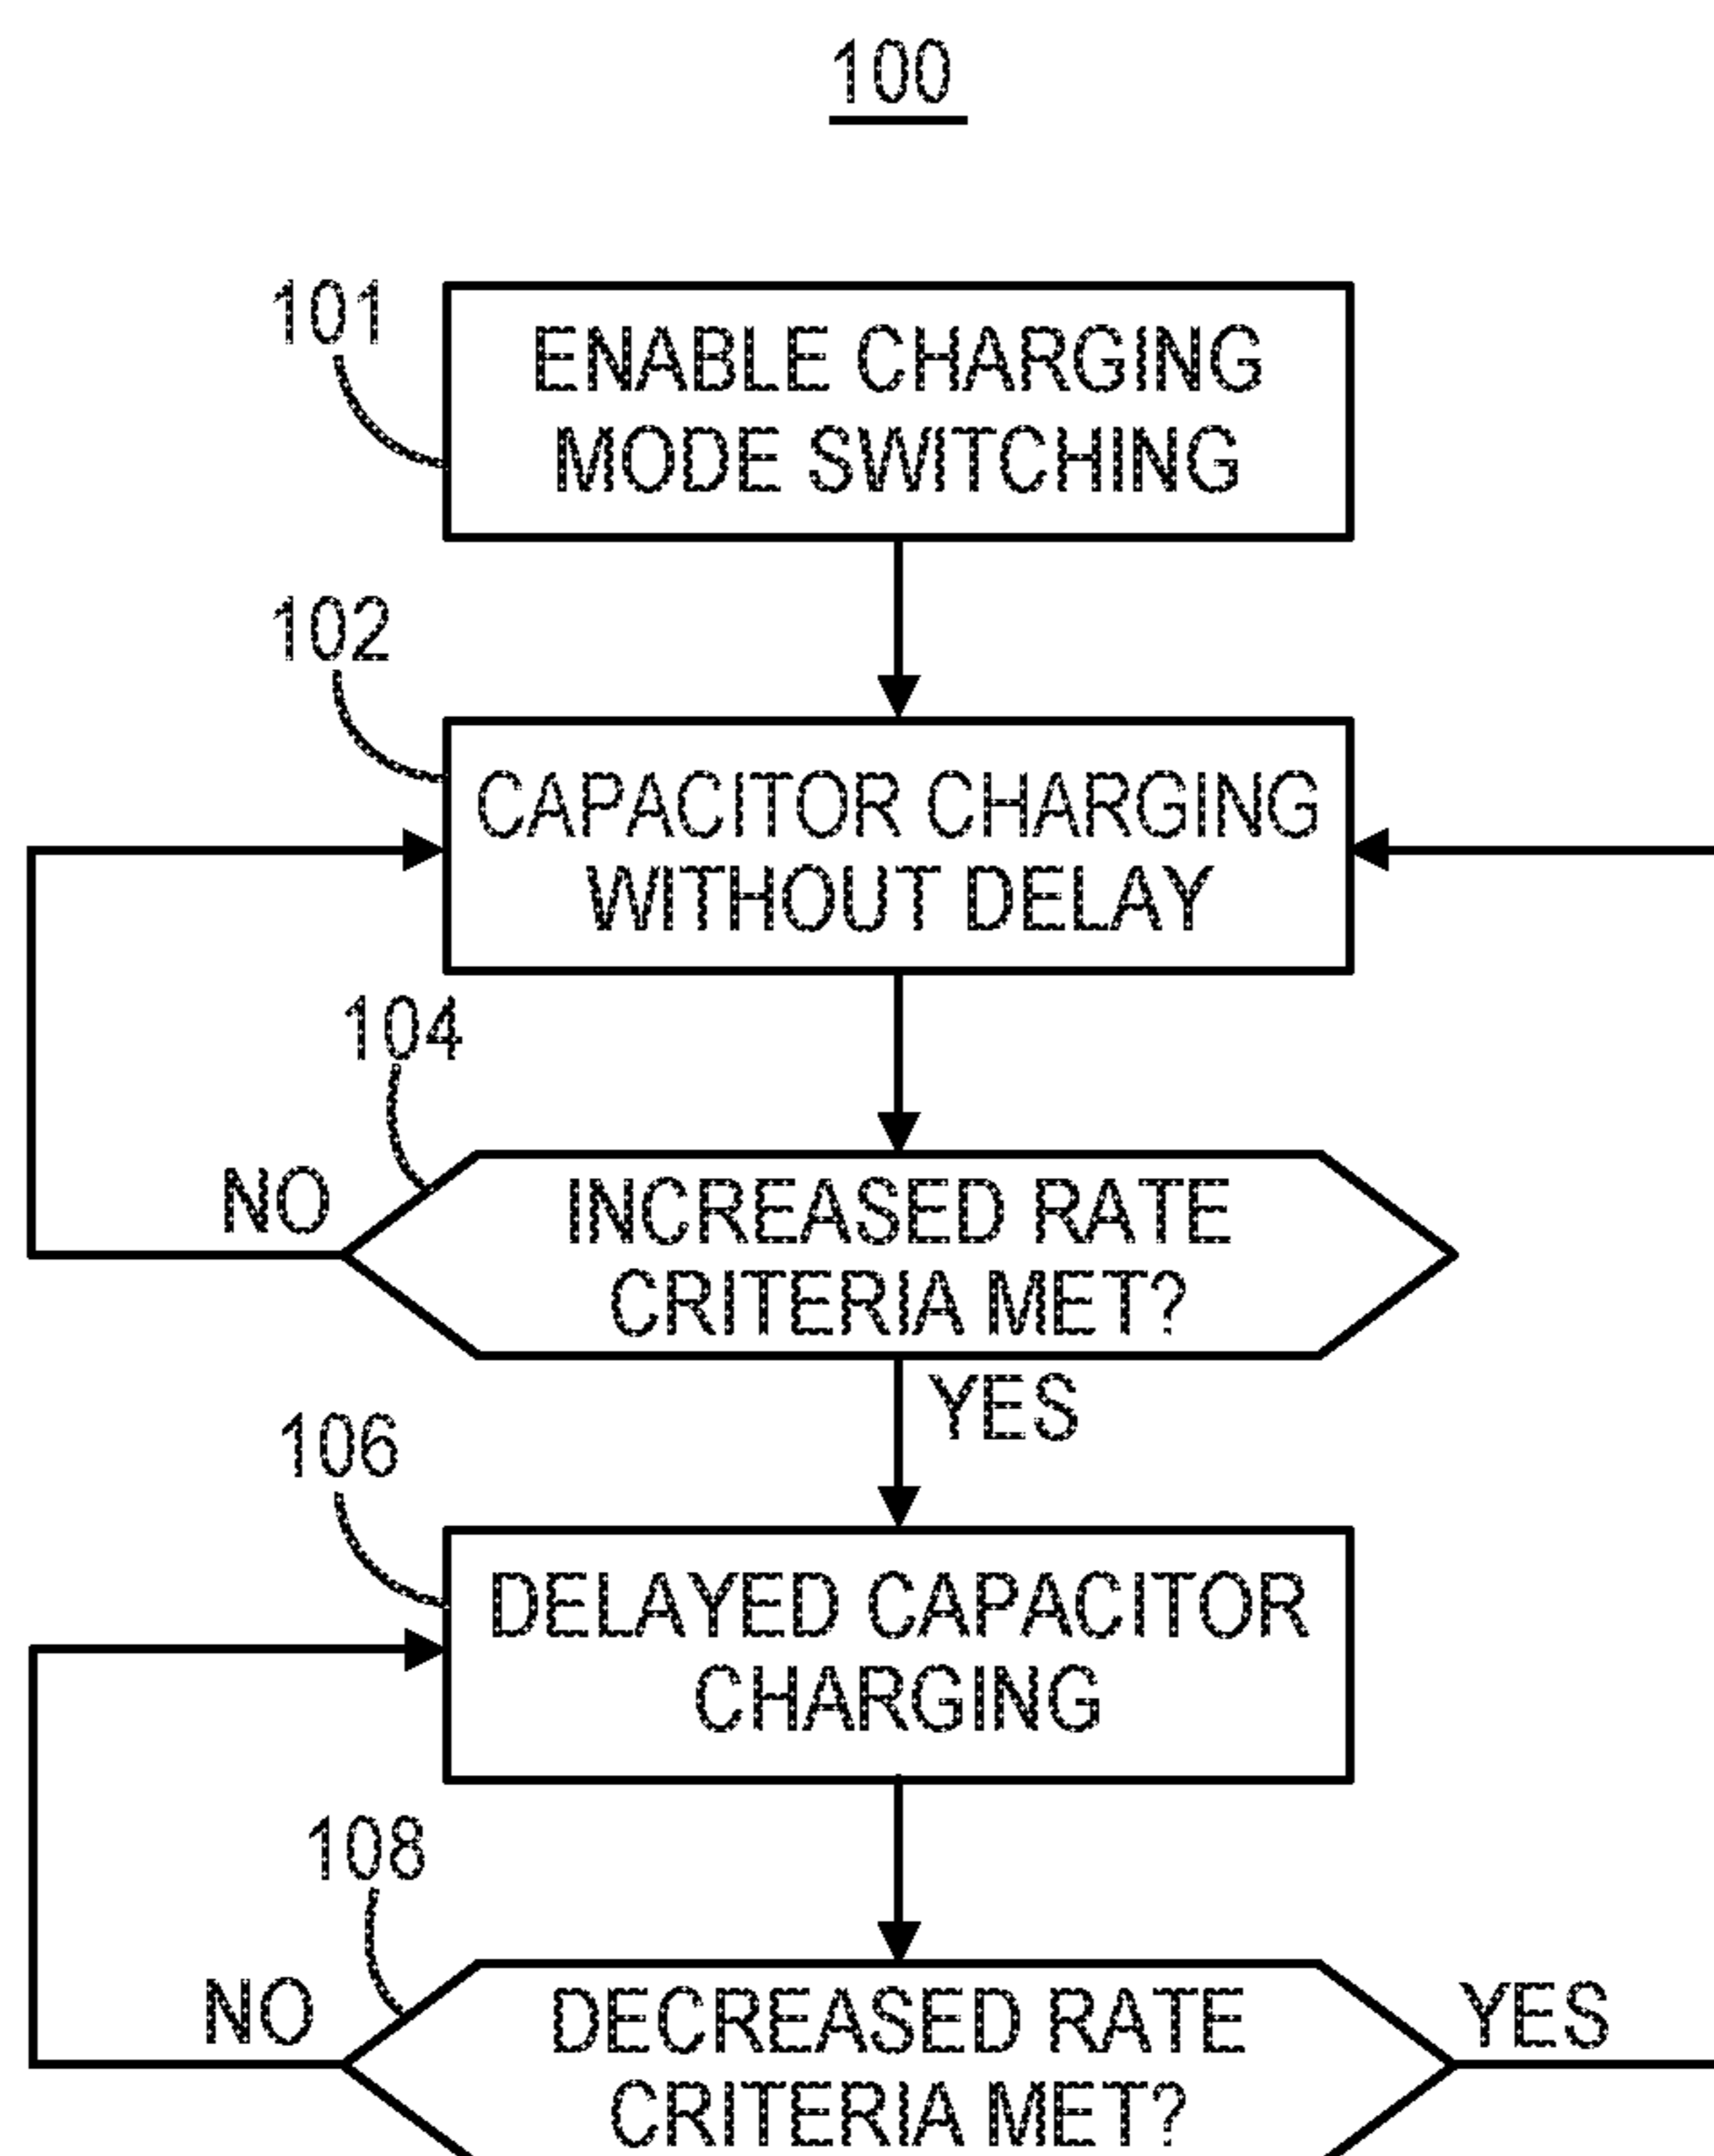 100
101
ENABLE CHARGING
MODE SWITCHING
102
CAPACITOR CHARGING
WITHOUT DELAY
104
NO
INCREASED RATE
CRITERIA MET?
YES
106
DELAYED CAPACITOR
CHARGING
108
NO
DECREASED RATE
CRITERIA MET?
YES